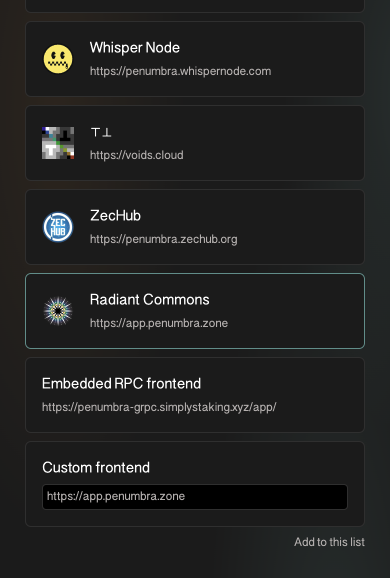 Whisper Node
https://penumbra.whispernode.com
⊤⊥
https://voids.cloud
ZEC
HUB
ZecHub
https://penumbra.zechub.org
Radiant Commons
https://app.penumbra.zone
Embedded RPC frontend
https://penumbra-grpc.simplystaking.xyz/app/
Custom frontend
https://app.penumbra.zone
Add to this list